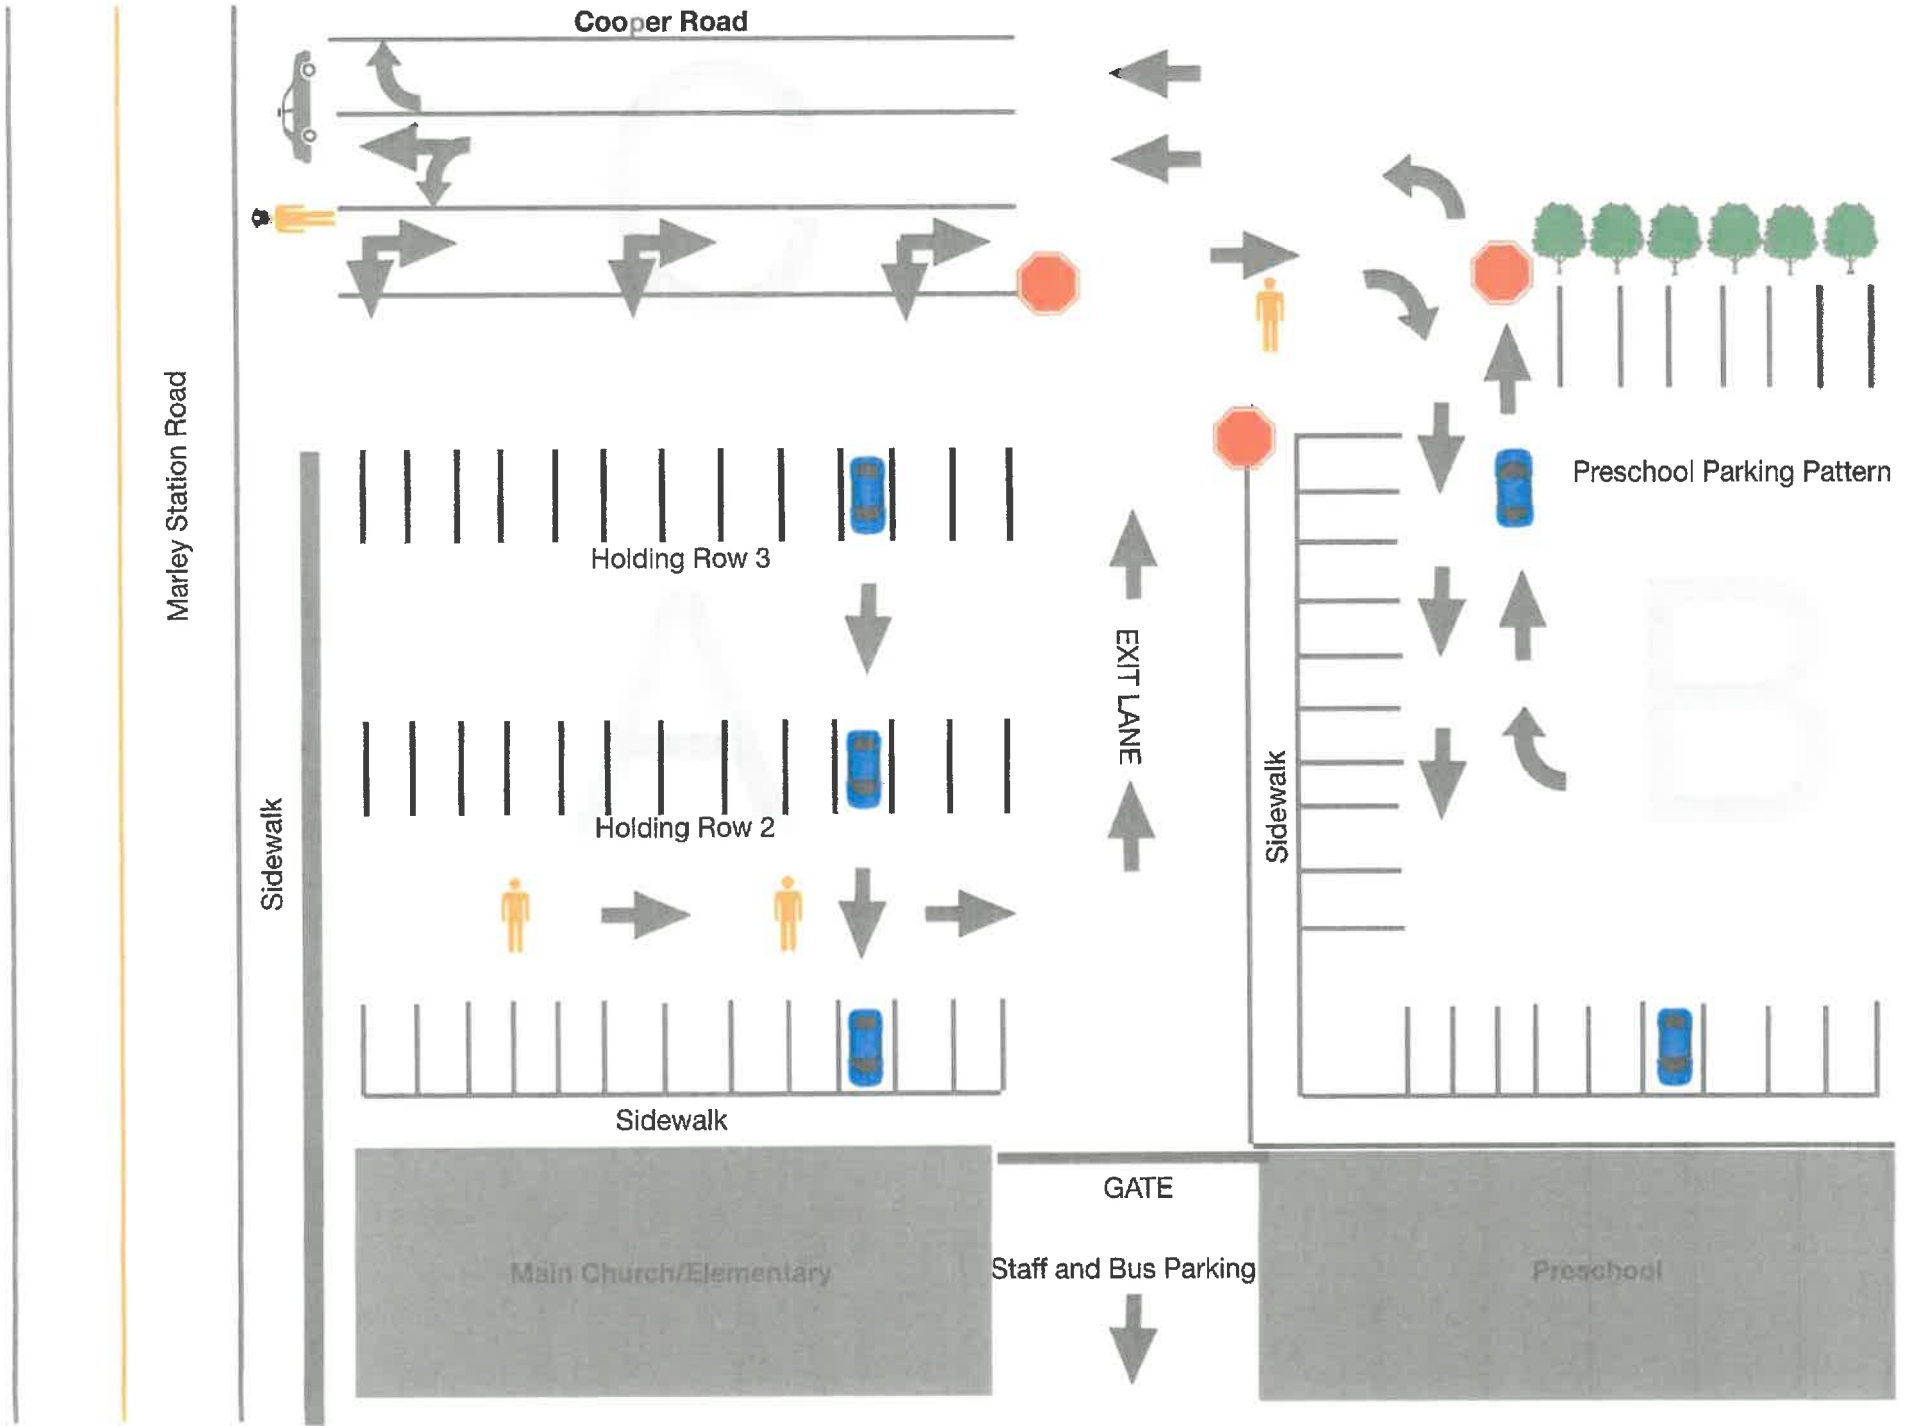 Cooper Road
Marley Station Road
Preschool Parking Pattern
Holding Row 3
EXIT LANE
Holding Row 2
Sidewalk
Sidewalk
Sidewalk
GATE
Main Church/Elementary
Staff and Bus Parking
Preschool
C
A
B